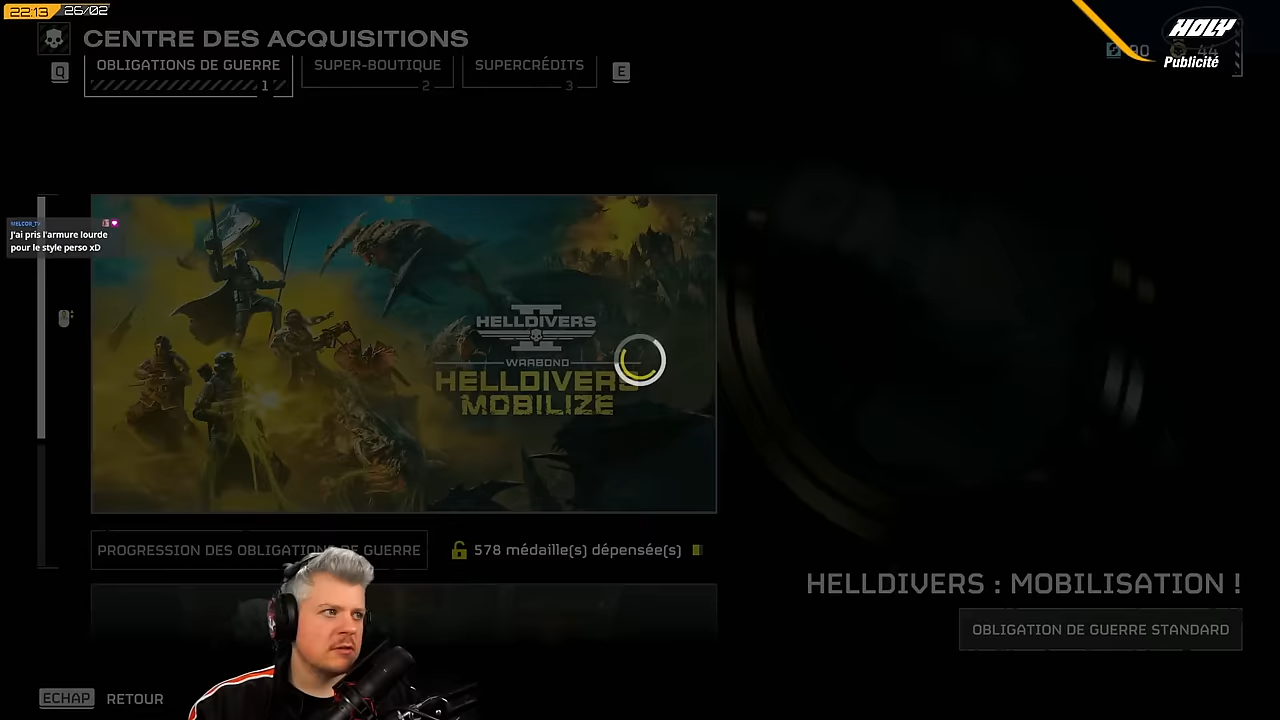 22:13 26/02
CENTRE DES ACQUISITIONS
HOLY
Publicité
Q
OBLIGATIONS DE GUERRE
1
SUPER-BOUTIQUE
2
SUPERCRÉDITS
3
E
44
MELCOR_TV
J'ai pris l'armure lourde
pour le style perso xD
HELLDIVERS
WARBOND
HELLDIVERS
MOBILIZE
PROGRESSION DES OBLIGATIONS DE GUERRE
578 médaille(s) dépensée(s)
HELLDIVERS : MOBILISATION !
OBLIGATION DE GUERRE STANDARD
ECHAP RETOUR